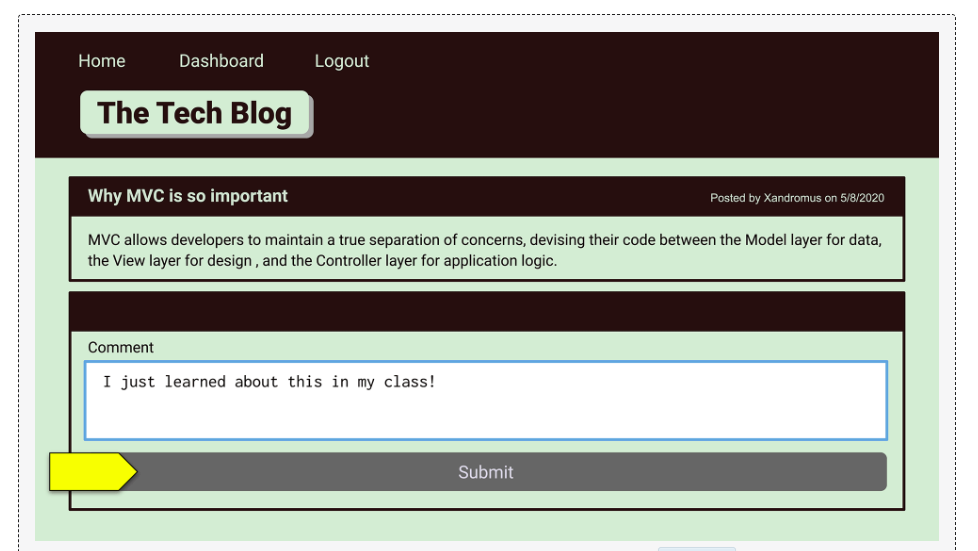 Home Dashboard Logout
The Tech Blog
Why MVC is so important
Posted by Xandromus on 5/8/2020
MVC allows developers to maintain a true separation of concerns, devising their code between the Model layer for data,
the View layer for design , and the Controller layer for application logic.
Comment
I just learned about this in my class!
Submit